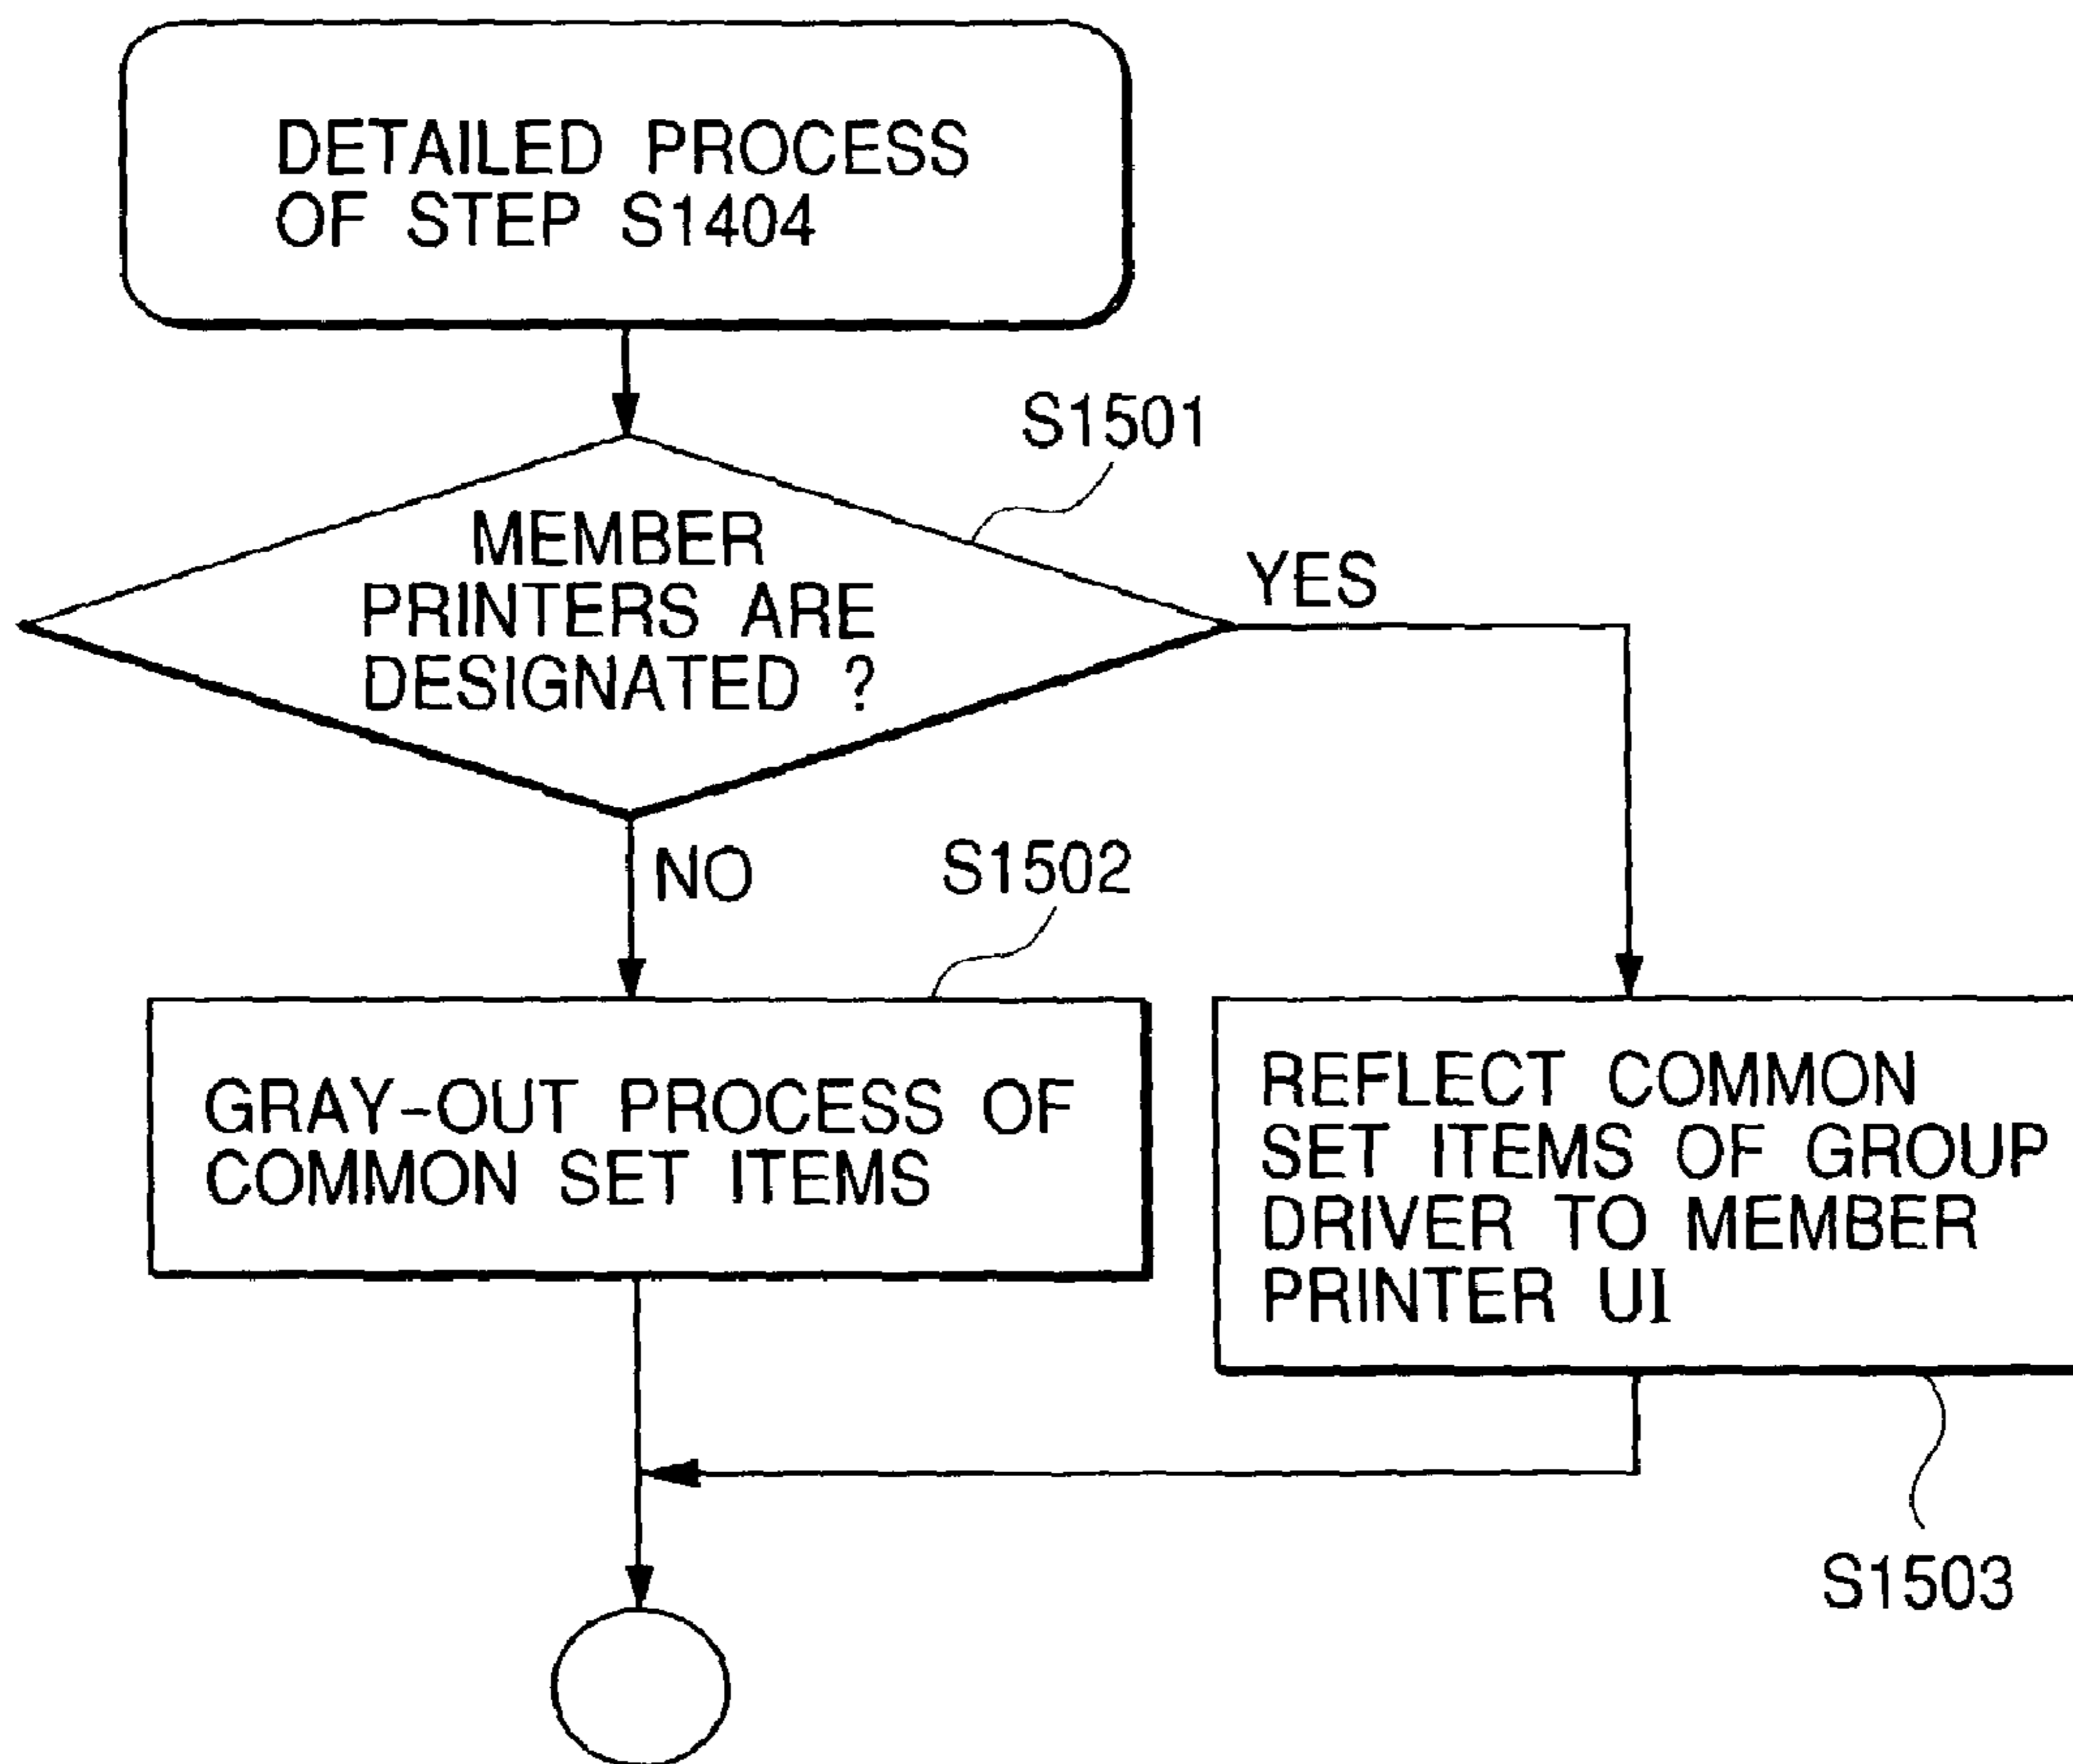 DETAILED PROCESS
OF STEP S1404
S1501
MEMBER
PRINTERS ARE
DESIGNATED ?
YES
NO
S1502
GRAY-OUT PROCESS OF
COMMON SET ITEMS
REFLECT COMMON
SET ITEMS OF GROUP
DRIVER TO MEMBER
PRINTER UI
S1503